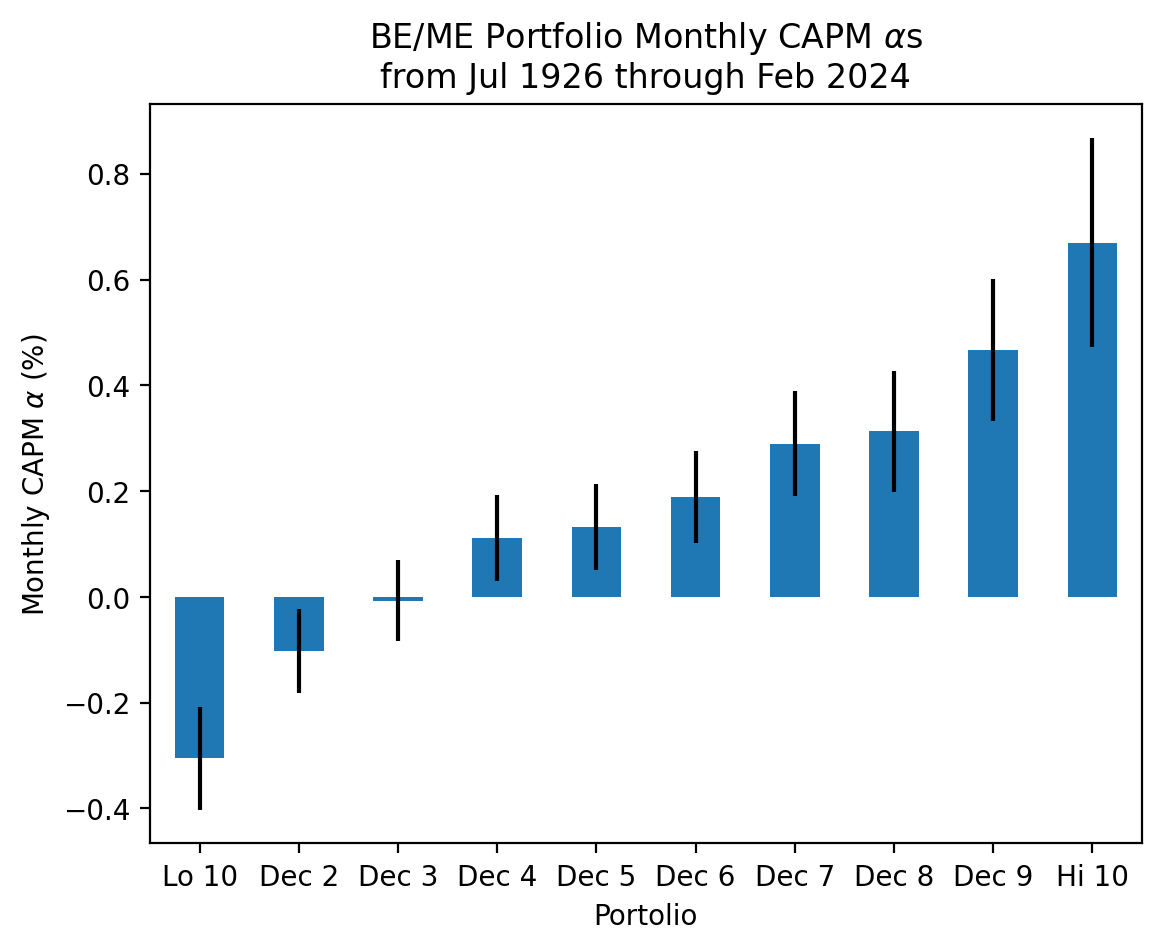 BE/ME Portfolio Monthly CAPM αs
from Jul 1926 through Feb 2024
Monthly CAPM α (%)
0.8
0.6
0.4
0.2
0.0
−0.2
−0.4
Lo 10 Dec 2 Dec 3 Dec 4 Dec 5 Dec 6 Dec 7 Dec 8 Dec 9 Hi 10
Portolio